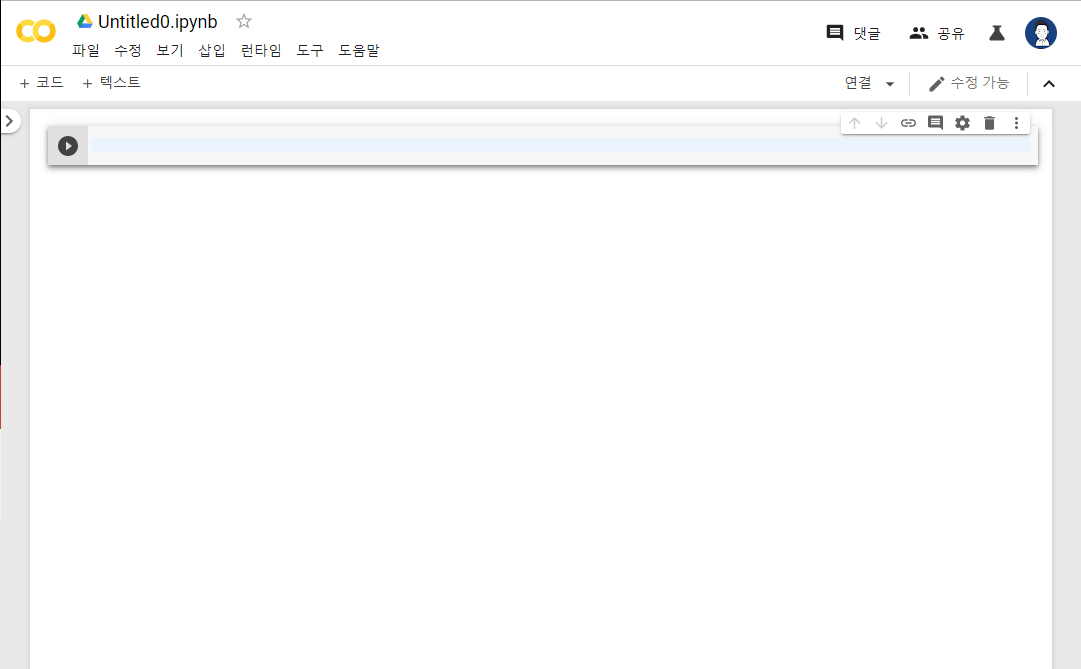 Untitled0.ipynb
파일 수정 보기 삽입 런타임 도구 도움말
댓글 공유
+ 코드 + 텍스트
연결 수정 가능